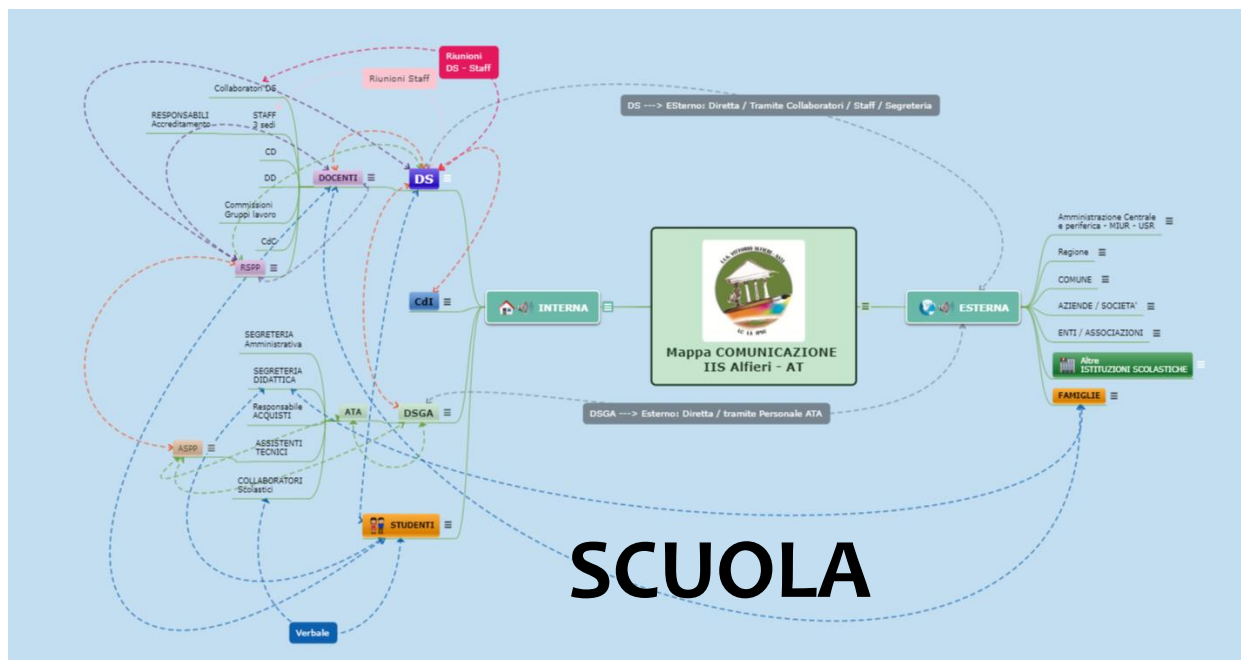 Riunioni
DS - Staff
Riunioni Staff
Collaboratori DS
DS ---> ESterno: Diretta / Tramite Collaboratori / Staff / Segreteria
RESPONSABILI
Accreditamento
STAFF
3 sedi
CD
DD
DOCENTI
DS
Commissioni
Gruppi lavoro
CdC
RSPP
CdI
INTERNA
Mappa COMUNICAZIONE
IIS Alfieri - AT
ESTERNA
Amministrazione Centrale
e periferica - MIUR - USR
Regione
COMUNE
AZIENDE / SOCIETA'
ENTI / ASSOCIAZIONI
Altre
ISTITUZIONI SCOLASTICHE
FAMIGLIE
SEGRETERIA
Amministrativa
SEGRETERIA
DIDATTICA
Responsabile
ACQUISTI
ATA
DSGA
DSGA ---> Esterno: Diretta / tramite Personale ATA
ASPP
ASSISTENTI
TECNICI
COLLABORATORI
Scolastici
STUDENTI
SCUOLA
Verbale